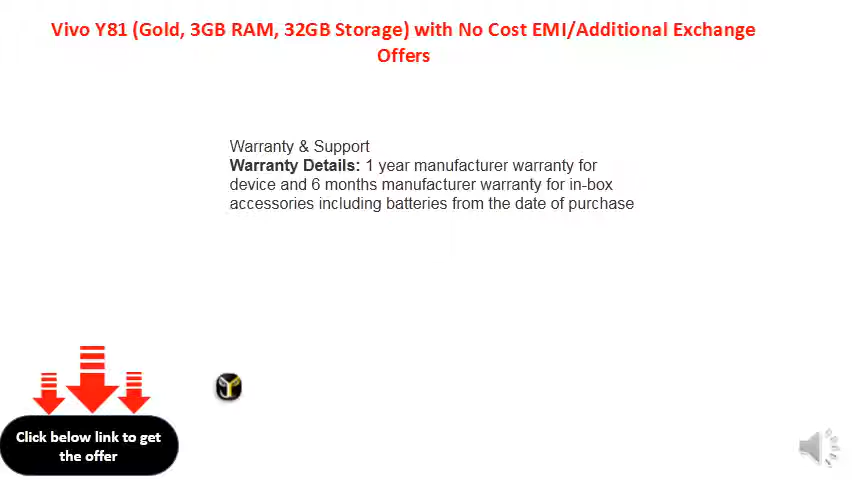 Vivo Y81 (Gold, 3GB RAM, 32GB Storage) with No Cost EMI/Additional Exchange
Offers
Warranty & Support
Warranty Details: 1 year manufacturer warranty for
device and 6 months manufacturer warranty for in-box
accessories including batteries from the date of purchase
Click below link to get
the offer